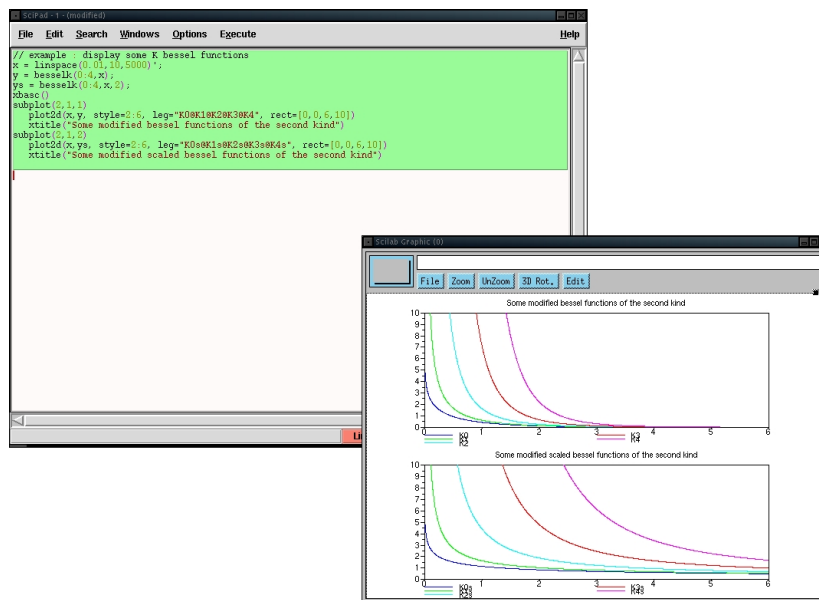 SciPad - 1 - (modified)
File Edit Search Windows Options Execute Help
// example : display some K bessel functions
x = linspace(0.01,10,5000)';
y = besselk(0:4,x);
ys = besselk(0:4,x,2);
xbasc()
subplot(2,1,1)
plot2d(x,y, style=2:6, leg="K0@K1@K2@K3@K4", rect=[0,0,6,10])
xtitle("Some modified bessel functions of the second kind")
subplot(2,1,2)
plot2d(x,ys, style=2:6, leg="K0s@K1s@K2s@K3s@K4s", rect=[0,0,6,10])
xtitle("Some modified scaled bessel functions of the second kind")
Scilab Graphic (0)
File Zoom UnZoom 3D Rot. Edit
Some modified bessel functions of the second kind
10
9
8
7
6
5
4
3
2
1
0
0 1 2 3 4 5 6
K0 K3
K1 K4
K2
Some modified scaled bessel functions of the second kind
10
9
8
7
6
5
4
3
2
1
0
0 1 2 3 4 5 6
K0s K3s
K1s K4s
K2s